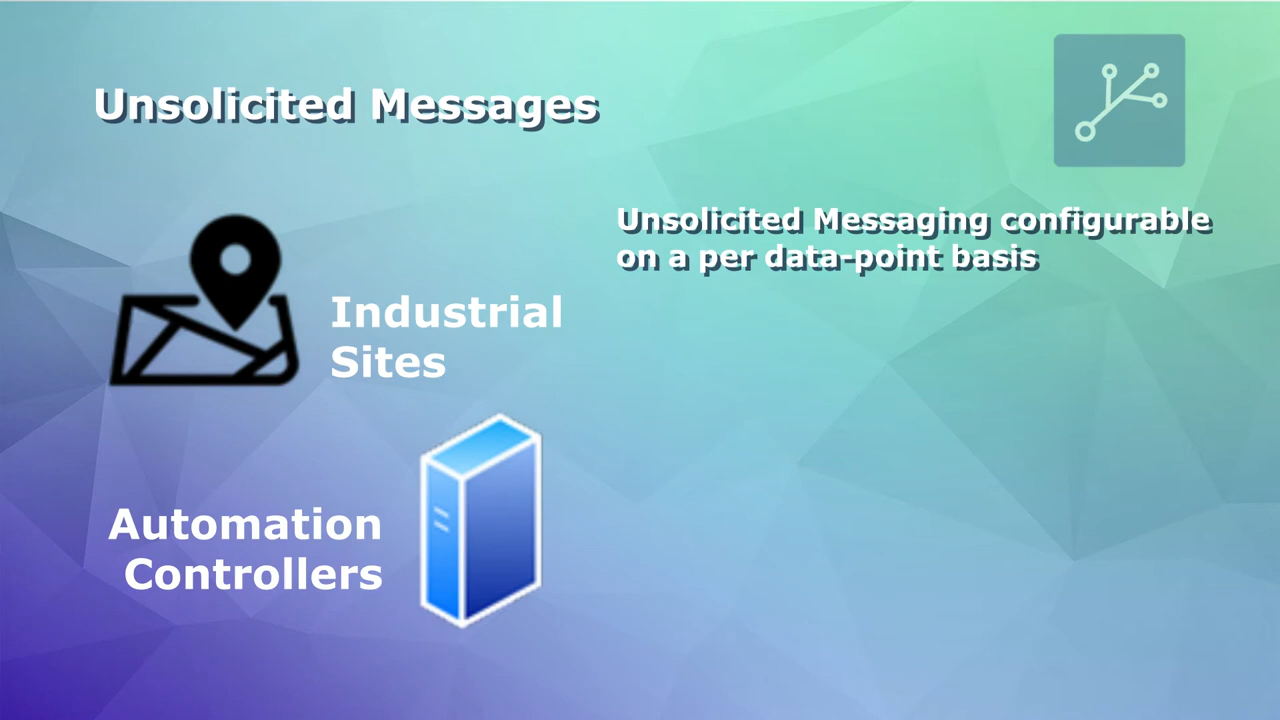 Unsolicited Messages
Unsolicited Messaging configurable
on a per data-point basis
Industrial
Sites
Automation
Controllers